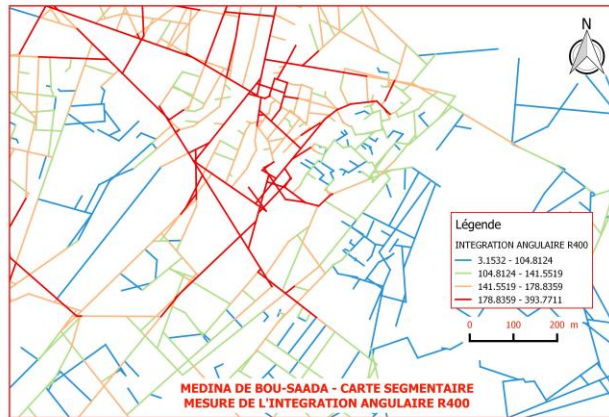 N
Légende
INTEGRATION ANGULAIRE R400
3.1532 - 104.8124
104.8124 - 141.5519
141.5519 - 178.8359
178.8359 - 393.7711
0 100 200 m
MEDINA DE BOU-SAADA - CARTE SEGMENTAIRE
MESURE DE L'INTEGRATION ANGULAIRE R400